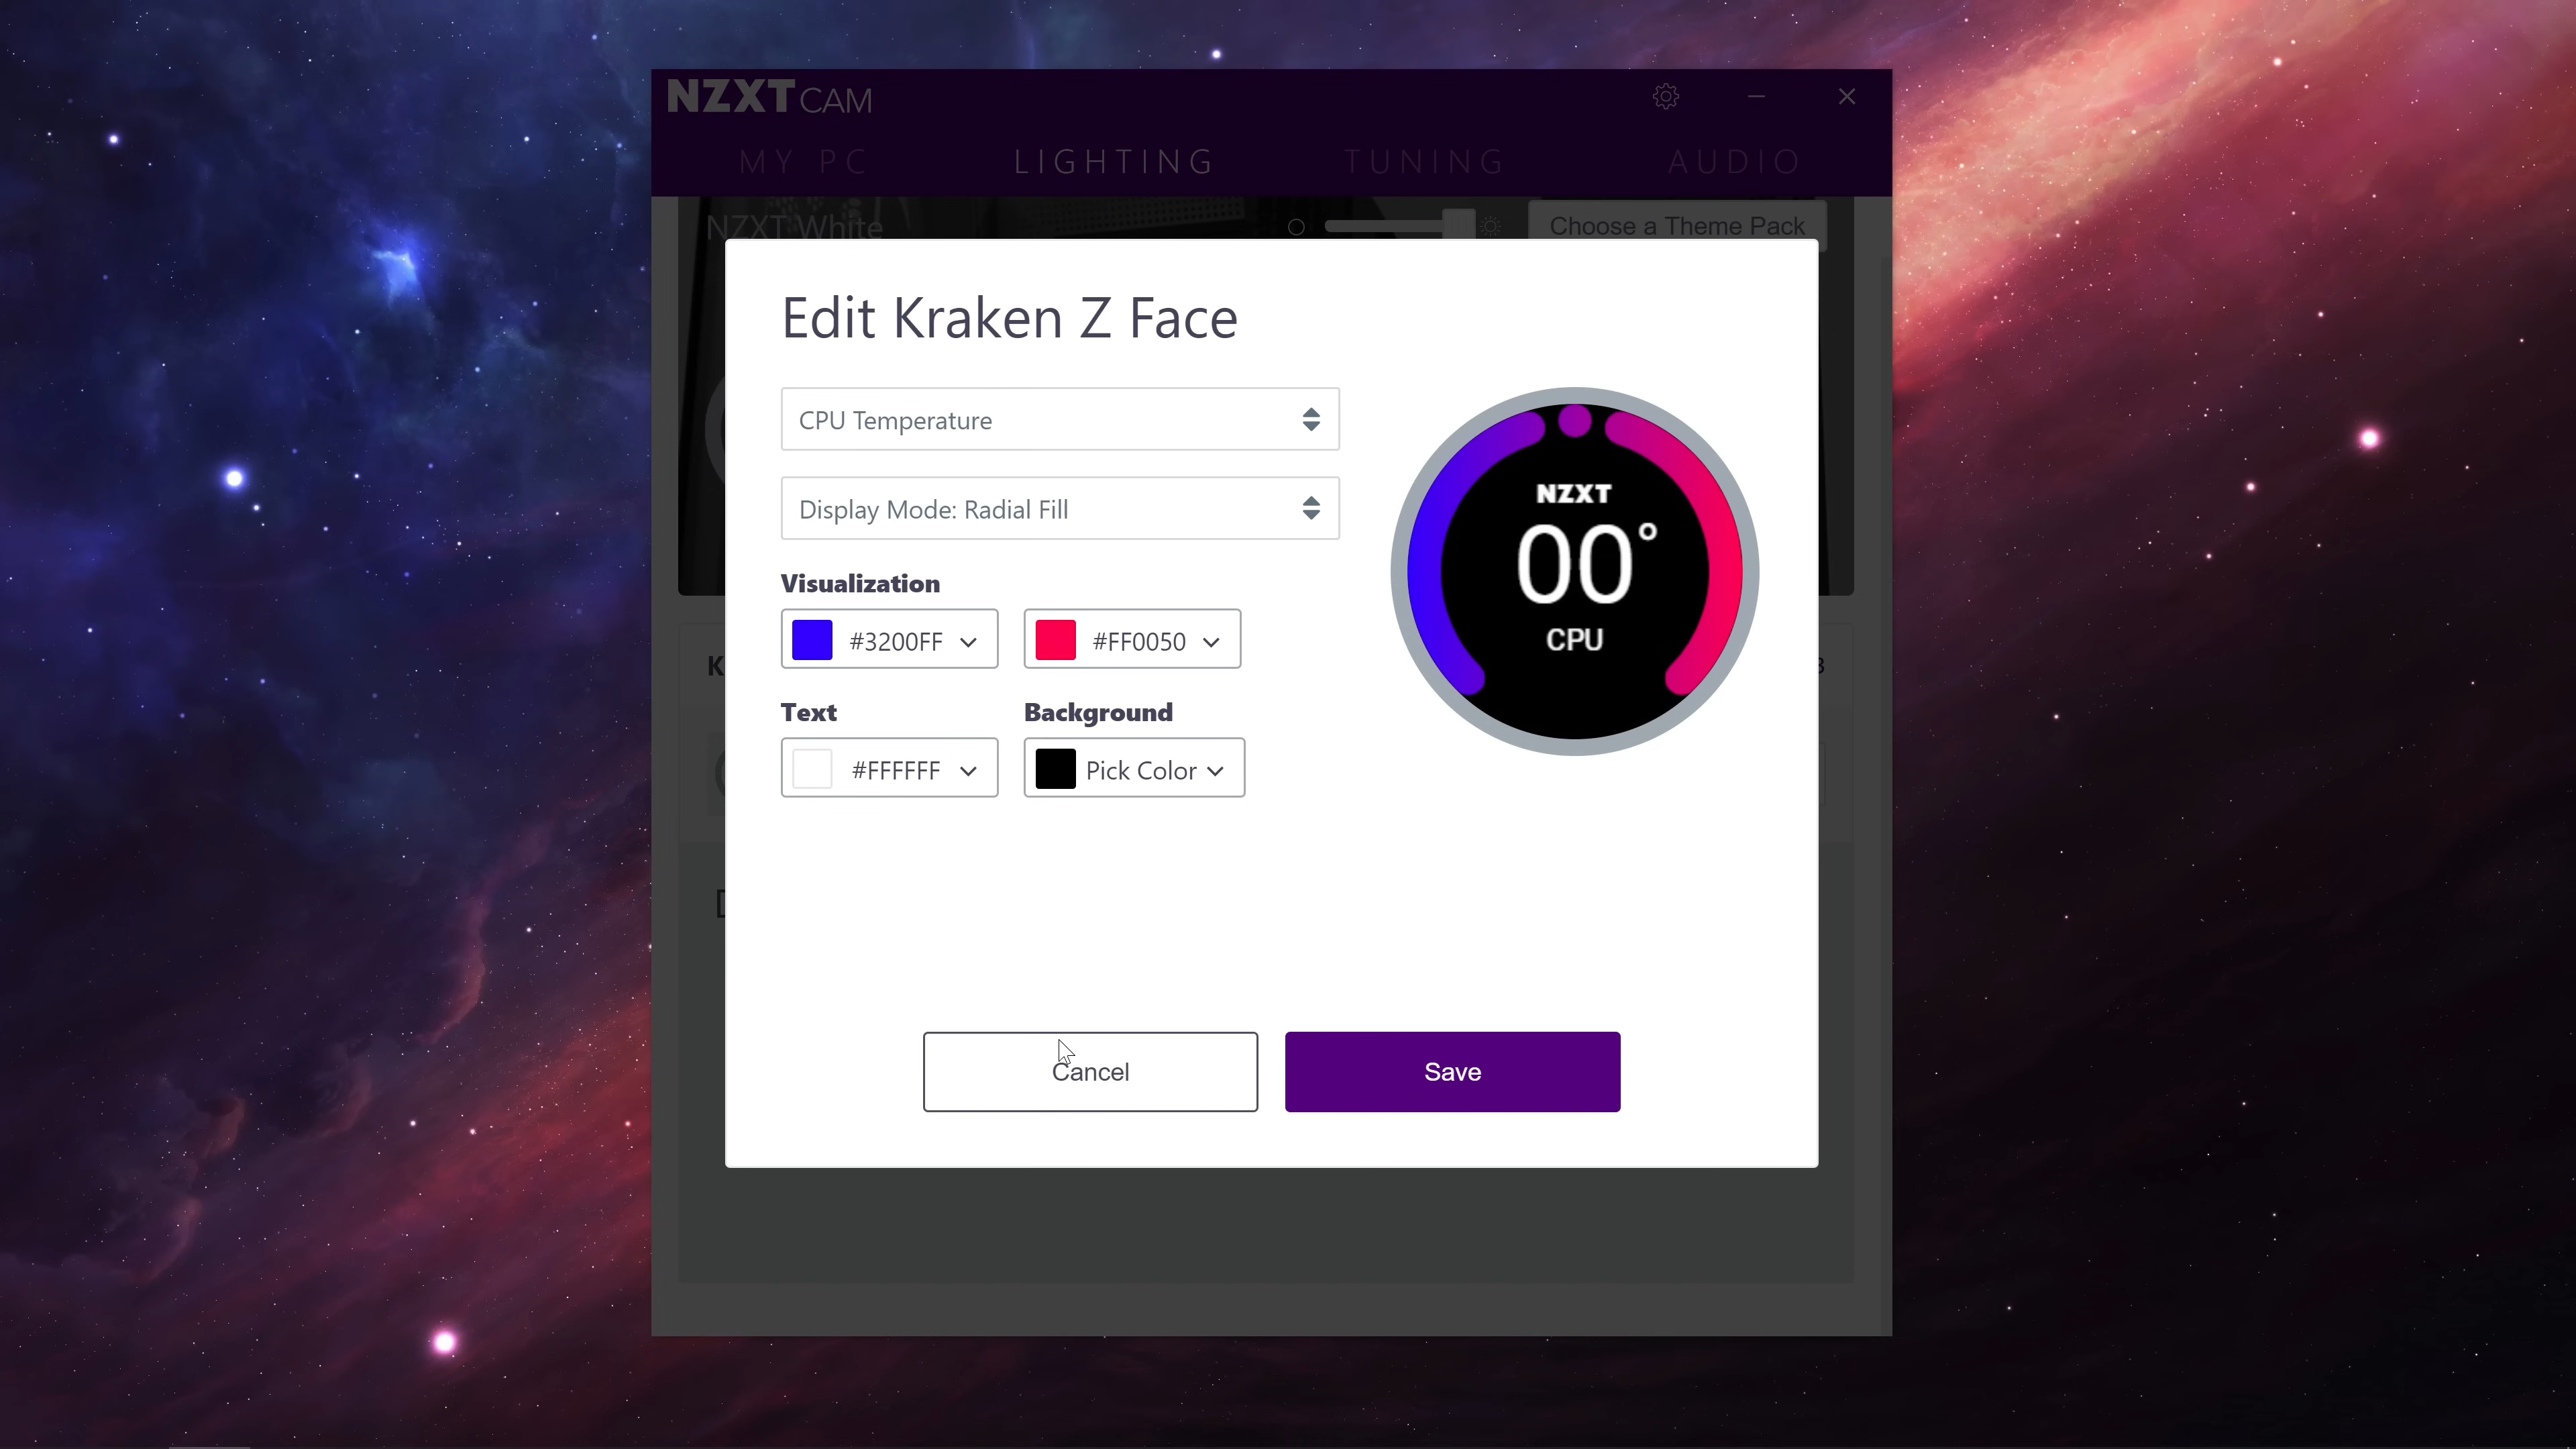 NZXT CAM
MY PC LIGHTING TUNING AUDIO
NZXT White
Choose a Theme Pack
Edit Kraken Z Face
CPU Temperature
Display Mode: Radial Fill
Visualization
#3200FF
#FF0050
Text
Background
#FFFFFF
Pick Color
NZXT
00°
CPU
Cancel
Save